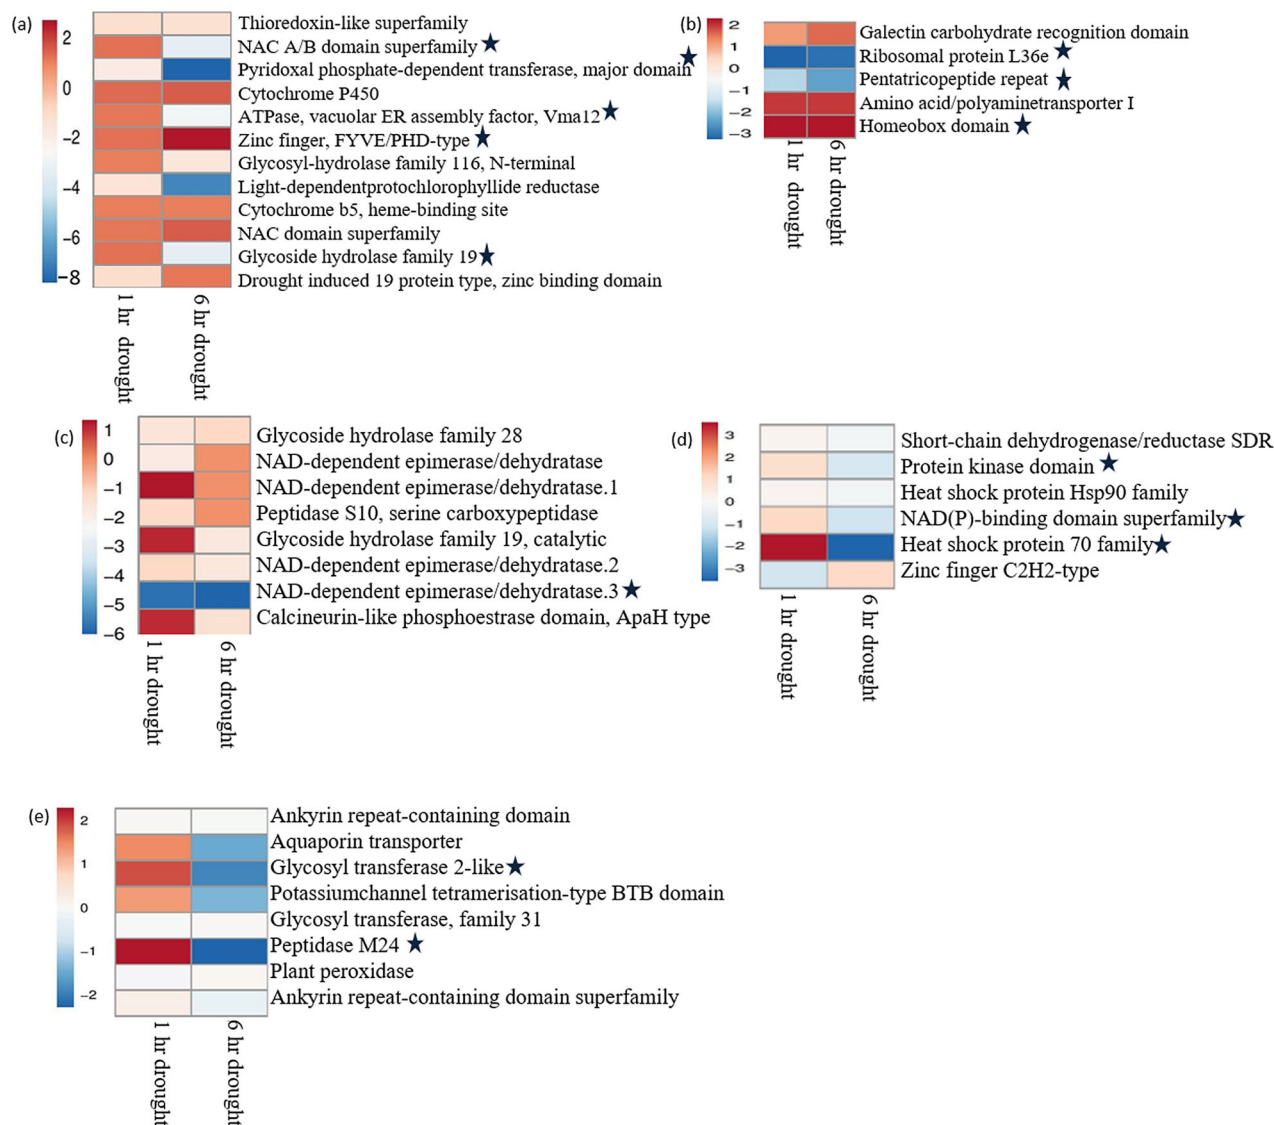 (a)
2
0
−2
−4
−6
−8
Thioredoxin-like superfamily
NAC A/B domain superfamily
Pyridoxal phosphate-dependent transferase, major domain
Cytochrome P450
ATPase, vacuolar ER assembly factor, Vma12
Zinc finger, FYVE/PHD-type
Glycosyl-hydrolase family 116, N-terminal
Light-dependentprotochlorophyllide reductase
Cytochrome b5, heme-binding site
NAC domain superfamily
Glycoside hydrolase family 19
Drought induced 19 protein type, zinc binding domain
1 hr drought
6 hr drought
(b)
2
1
0
−1
−2
−3
Galectin carbohydrate recognition domain
Ribosomal protein L36e
Pentatricopeptide repeat
Amino acid/polyaminetransporter I
Homeobox domain
1 hr drought
6 hr drought
(c)
1
0
−1
−2
−3
−4
−5
−6
Glycoside hydrolase family 28
NAD-dependent epimerase/dehydratase
NAD-dependent epimerase/dehydratase.1
Peptidase S10, serine carboxypeptidase
Glycoside hydrolase family 19, catalytic
NAD-dependent epimerase/dehydratase.2
NAD-dependent epimerase/dehydratase.3
Calcineurin-like phosphoestrase domain, ApaH type
1 hr drought
6 hr drought
(d)
3
2
1
0
−1
−2
−3
Short-chain dehydrogenase/reductase SDR
Protein kinase domain
Heat shock protein Hsp90 family
NAD(P)-binding domain superfamily
Heat shock protein 70 family
Zinc finger C2H2-type
1 hr drought
6 hr drought
(e)
2
1
0
−1
−2
Ankyrin repeat-containing domain
Aquaporin transporter
Glycosyl transferase 2-like
Potassiumchannel tetramerisation-type BTB domain
Glycosyl transferase, family 31
Peptidase M24
Plant peroxidase
Ankyrin repeat-containing domain superfamily
1 hr drought
6 hr drought